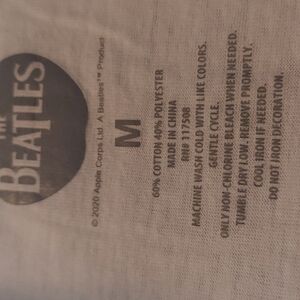 THE
BEATLES
© 2020 Apple Corps Ltd. A Beatles™ Product
M
60% COTTON 40% POLYESTER
MADE IN CHINA
RN# 117508
MACHINE WASH COLD WITH LIKE COLORS.
GENTLE CYCLE.
ONLY NON-CHLORINE BLEACH WHEN NEEDED.
TUMBLE DRY LOW. REMOVE PROMPTLY.
COOL IRON IF NEEDED.
DO NOT IRON DECORATION.